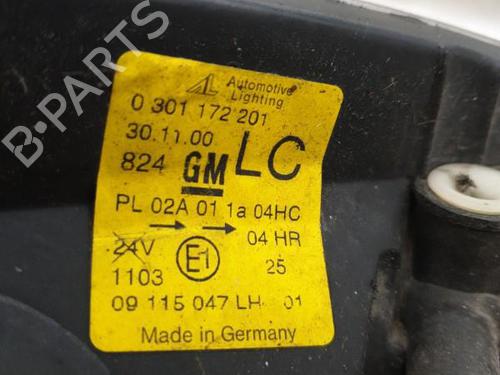 Automotive
Lighting
0 301 172 201
30.11.00
824 GM LC
PL 02A 01 1a 04HC
→ → 04 HR
24V E1
1103 25
09 115 047 LH 01
Made in Germany
B-PARTS